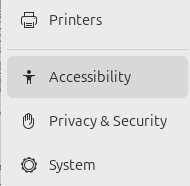 Printers
Accessibility
Privacy & Security
System